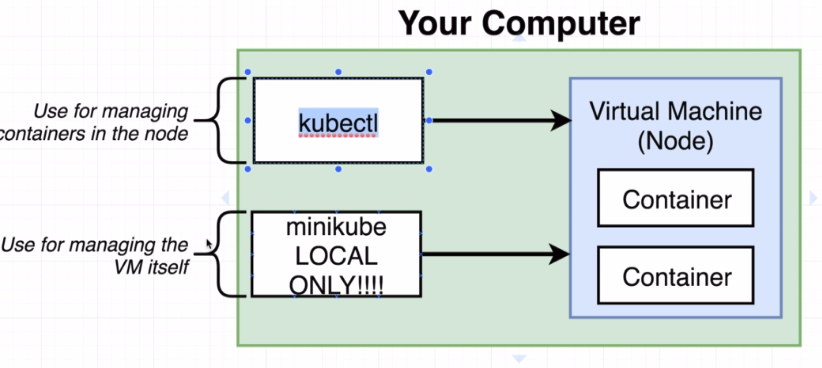 Your Computer
Use for managing
containers in the node
kubectl
Virtual Machine
(Node)
Container
Use for managing the
VM itself
minikube
LOCAL
ONLY!!!!
Container